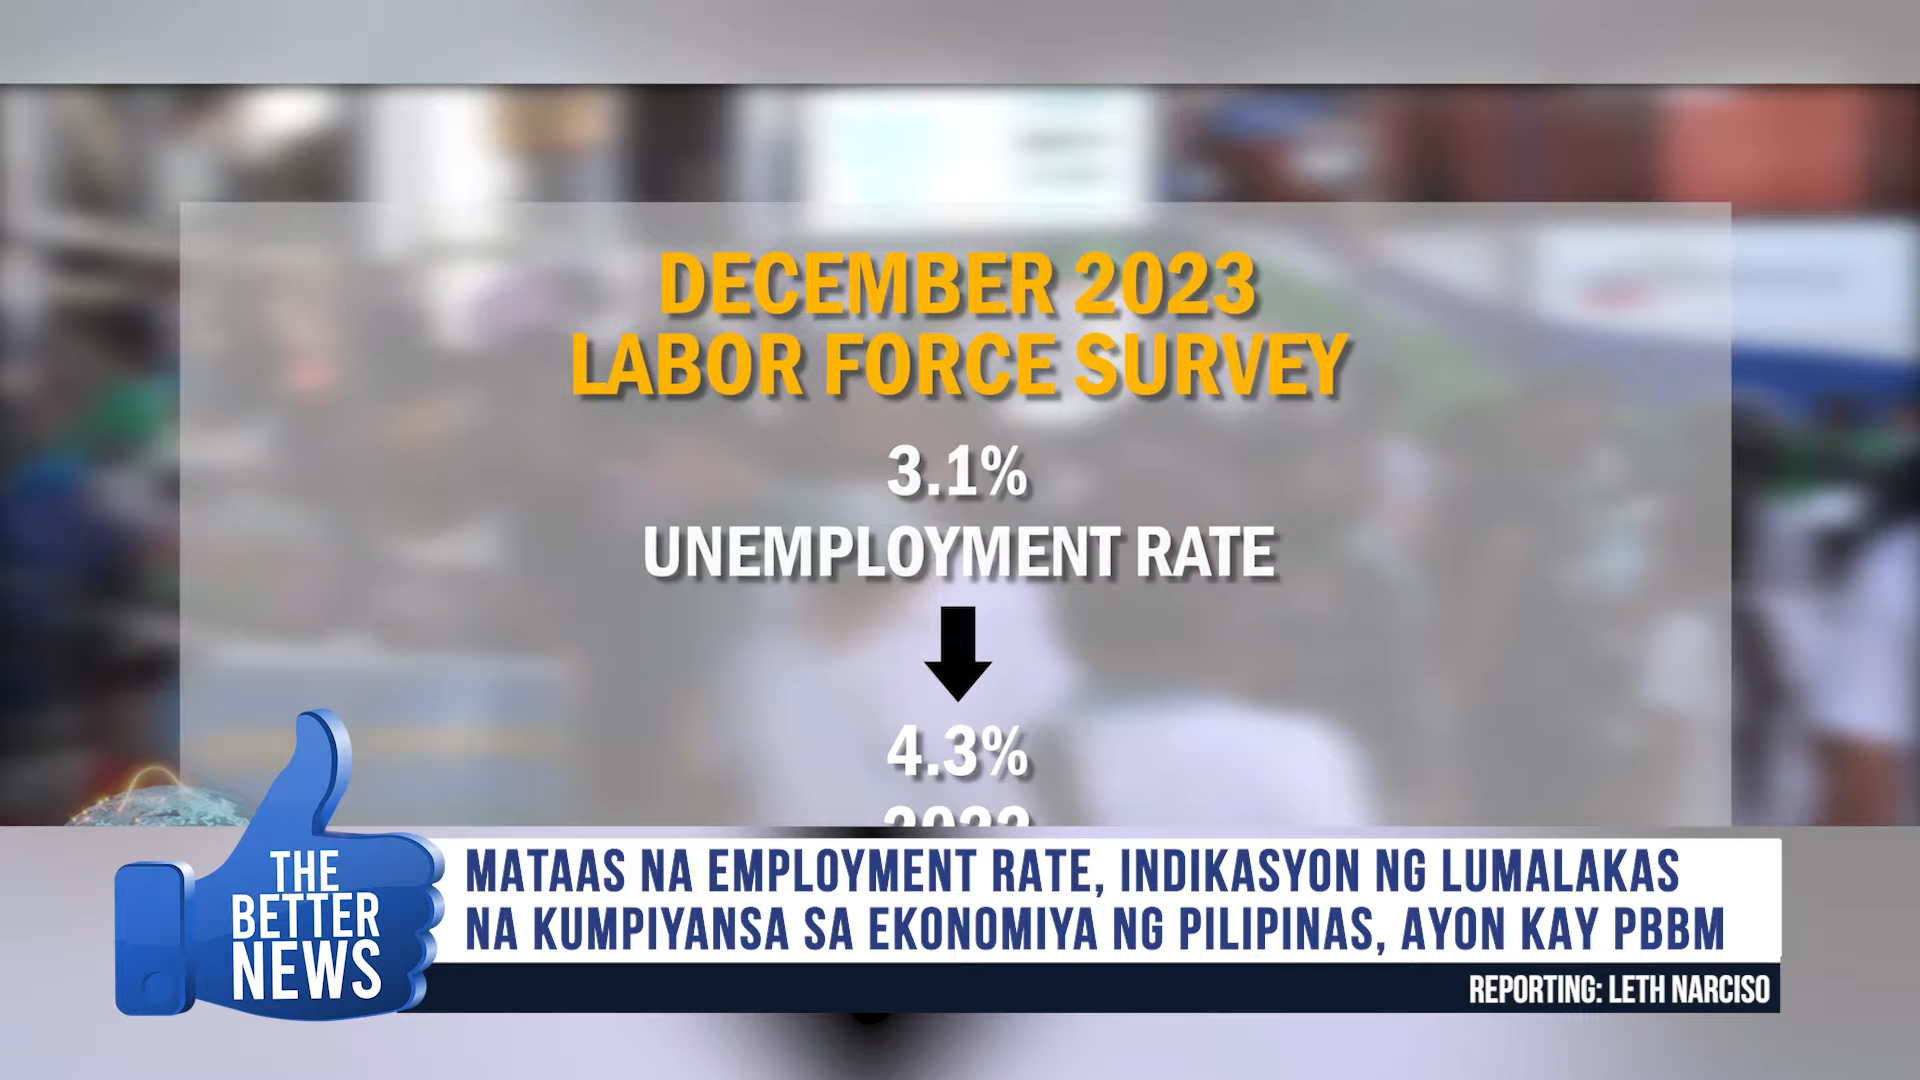 DECEMBER 2023
LABOR FORCE SURVEY
3.1%
UNEMPLOYMENT RATE
4.3%
2022
THE
BETTER
NEWS
MATAAS NA EMPLOYMENT RATE, INDIKASYON NG LUMALAKAS
NA KUMPIYANSA SA EKONOMIYA NG PILIPINAS, AYON KAY PBBM
REPORTING: LETH NARCISO